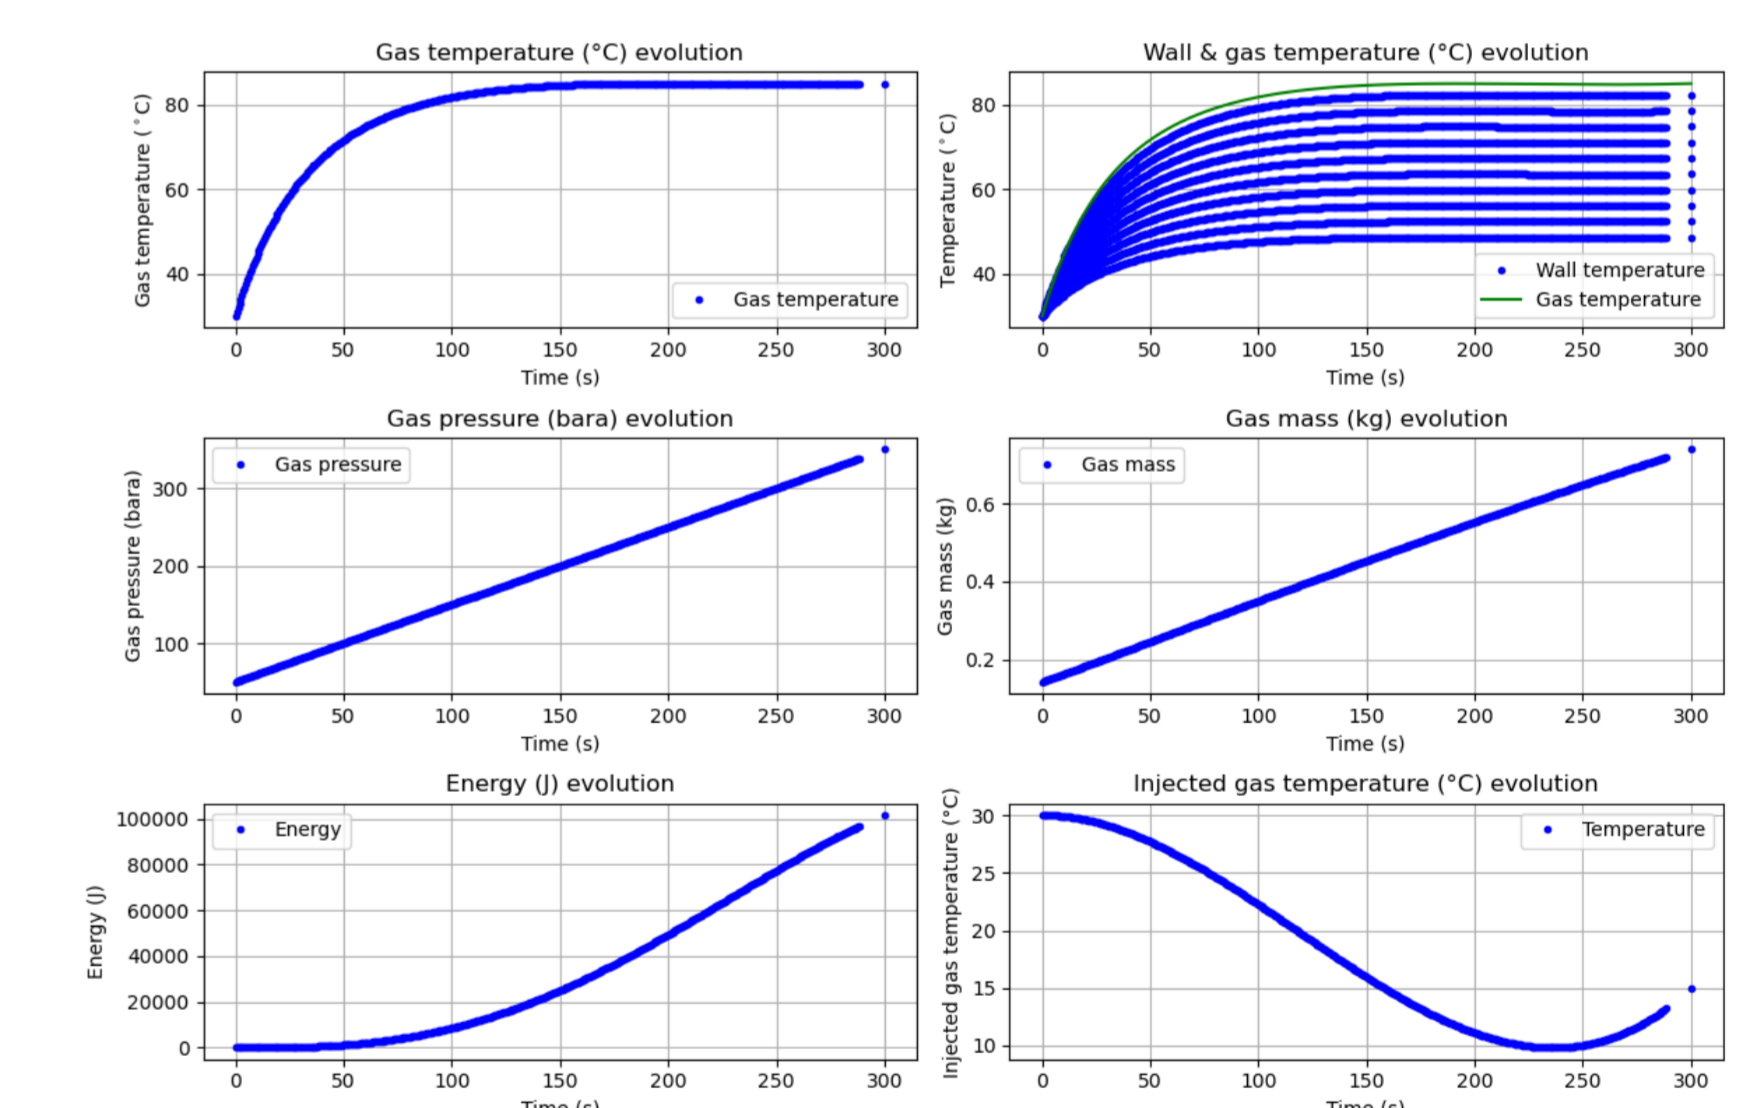 Gas temperature (°C) evolution
Gas temperature (°C)
80
60
40
Gas temperature
0 50 100 150 200 250 300
Time (s)
Wall & gas temperature (°C) evolution
Temperature (°C)
80
60
40
Wall temperature
Gas temperature
0 50 100 150 200 250 300
Time (s)
Gas pressure (bara) evolution
Gas pressure (bara)
Gas pressure
300
200
100
0 50 100 150 200 250 300
Time (s)
Gas mass (kg) evolution
Gas mass (kg)
Gas mass
0.6
0.4
0.2
0 50 100 150 200 250 300
Time (s)
Energy (J) evolution
Energy (J)
Energy
100000
80000
60000
40000
20000
0
0 50 100 150 200 250 300
Time (s)
Injected gas temperature (°C) evolution
Injected gas temperature (°C)
Temperature
30
25
20
15
10
0 50 100 150 200 250 300
Time (s)